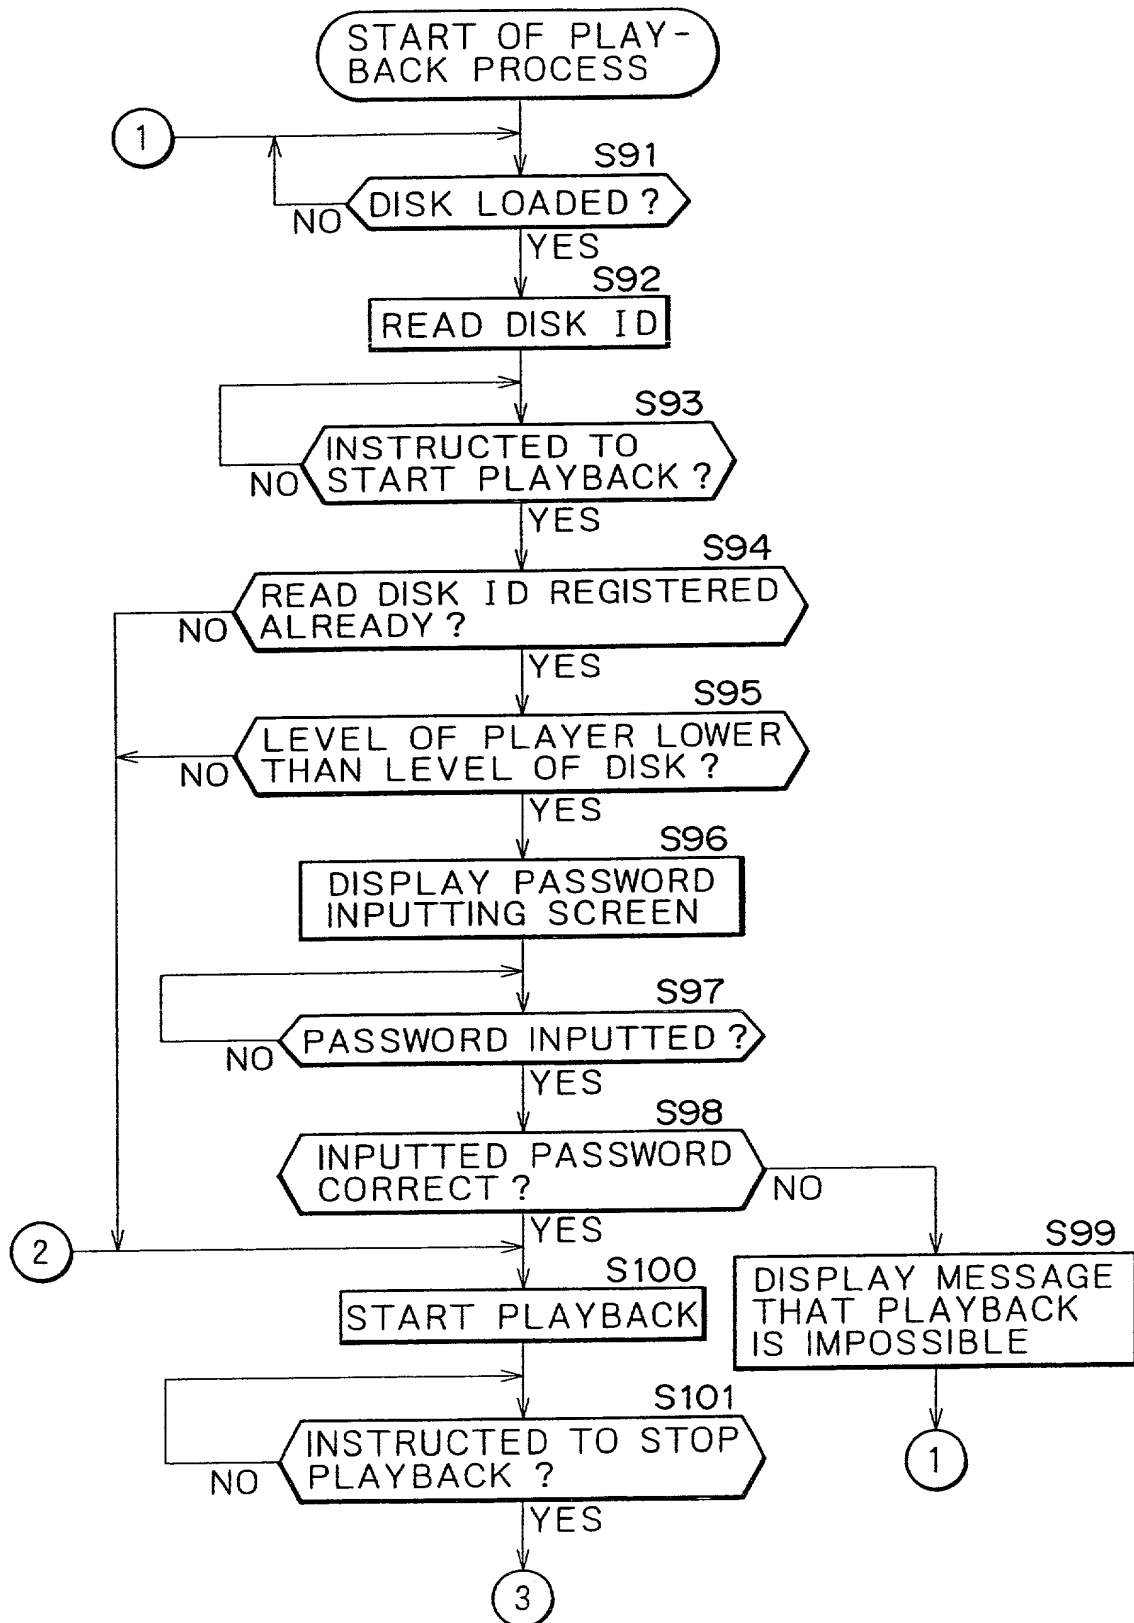 START OF PLAY-
BACK PROCESS
1
S91
DISK LOADED?
NO
YES
S92
READ DISK ID
S93
INSTRUCTED TO
START PLAYBACK?
NO
YES
S94
READ DISK ID REGISTERED
ALREADY?
NO
YES
S95
LEVEL OF PLAYER LOWER
THAN LEVEL OF DISK?
NO
YES
S96
DISPLAY PASSWORD
INPUTTING SCREEN
S97
PASSWORD INPUTTED?
NO
YES
S98
INPUTTED PASSWORD
CORRECT?
NO
YES
2
S99
DISPLAY MESSAGE
THAT PLAYBACK
IS IMPOSSIBLE
S100
START PLAYBACK
S101
INSTRUCTED TO STOP
PLAYBACK ?
NO
YES
1
3